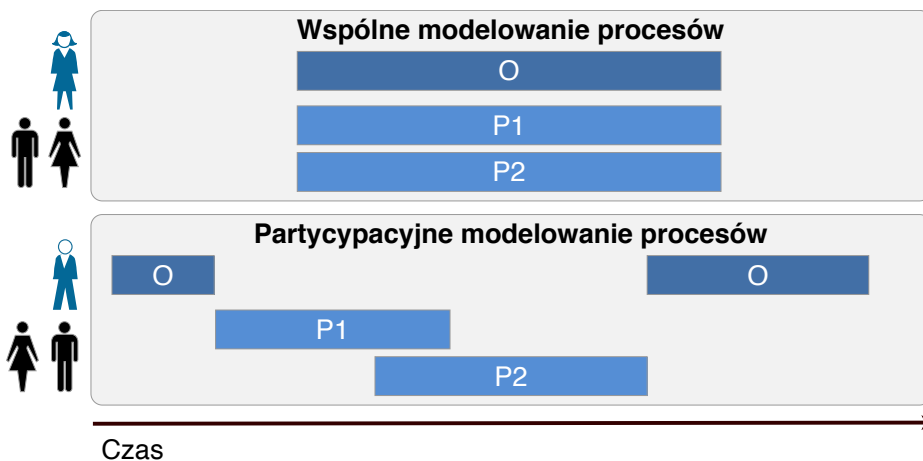 Wspólne modelowanie procesów
O
P1
P2
Partycypacyjne modelowanie procesów
O O
P1
P2
Czas